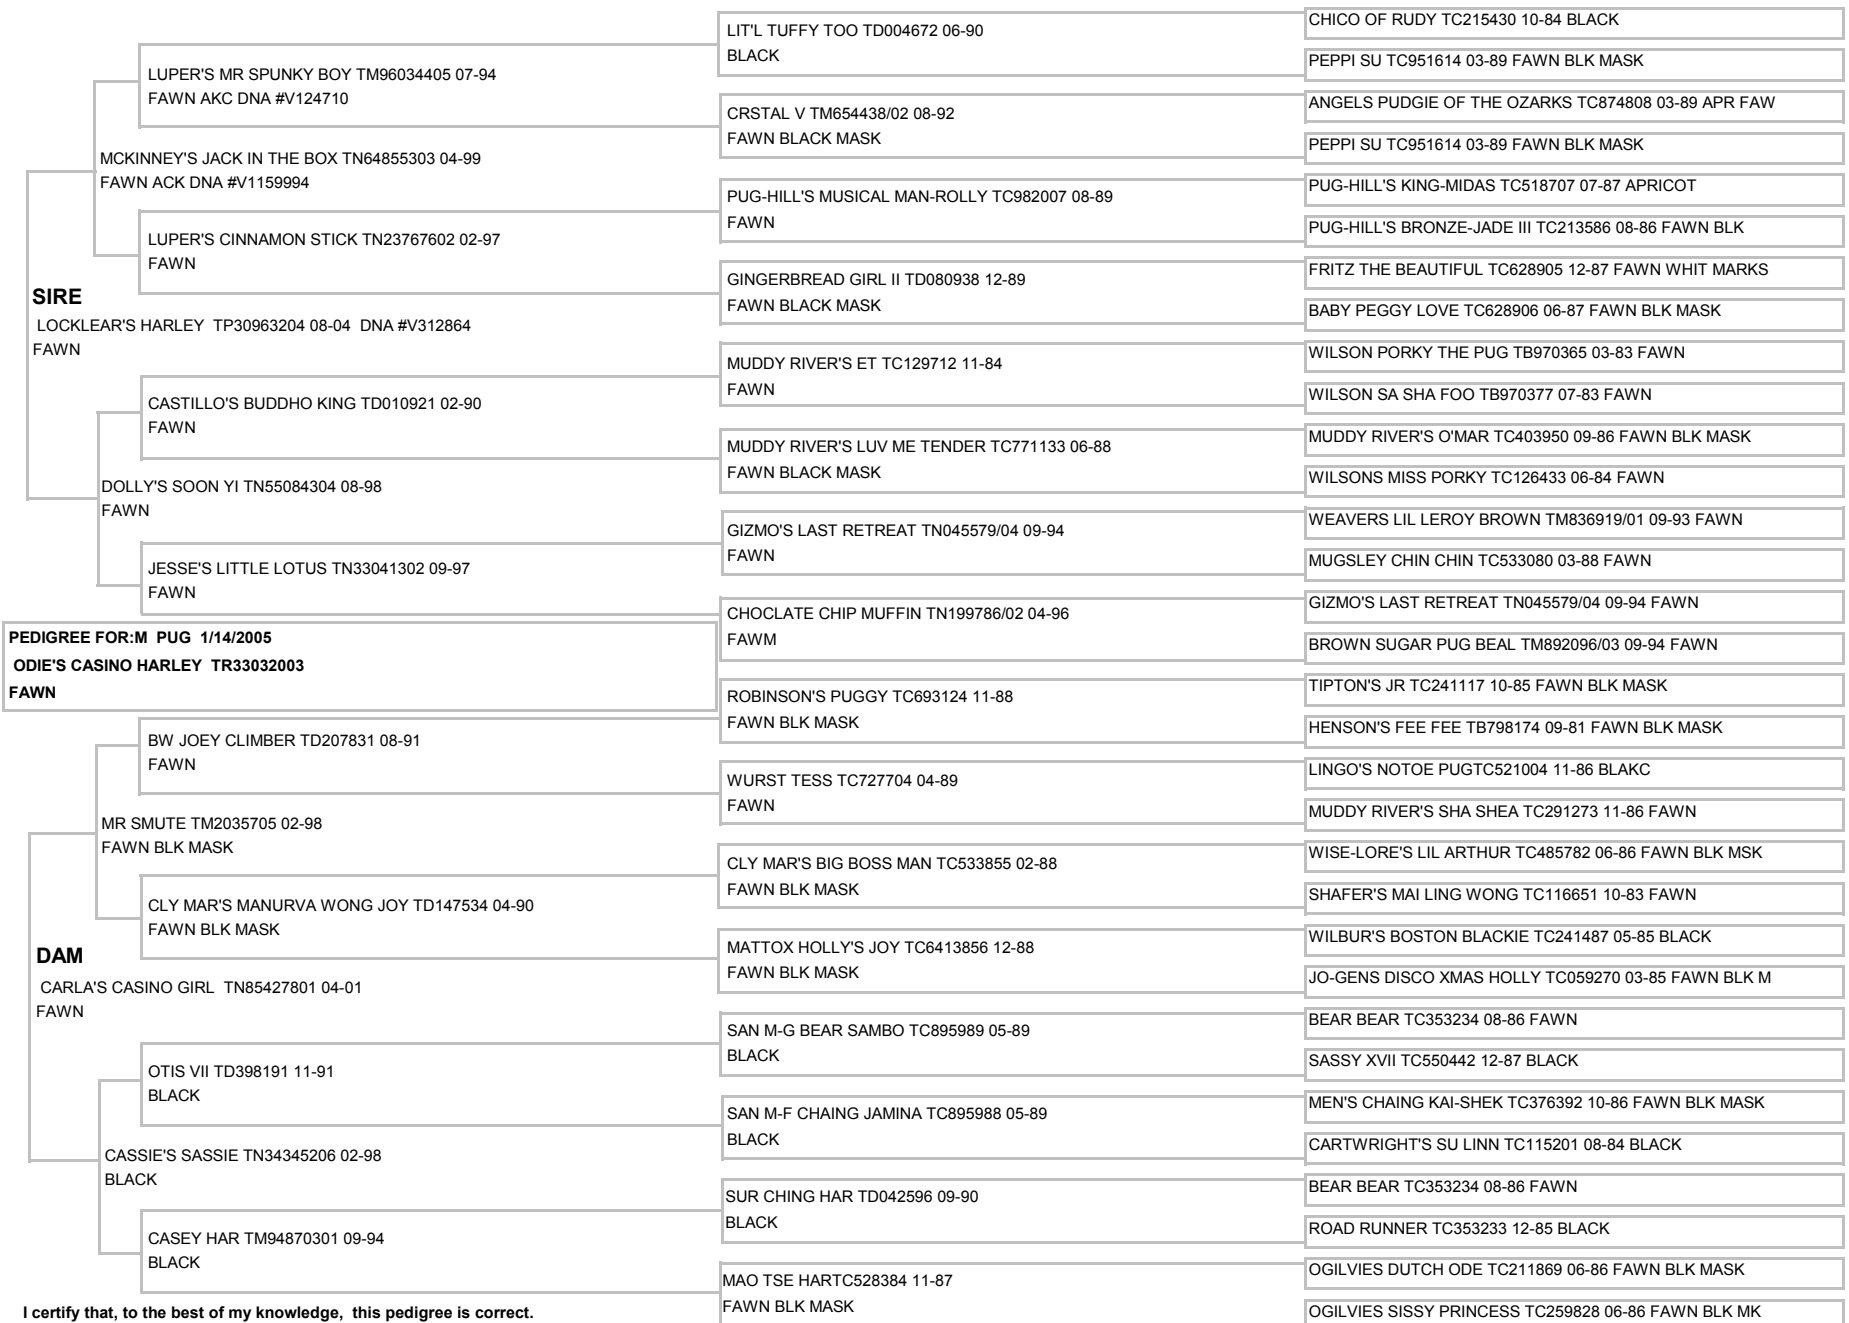 LUPER'S MR SPUNKY BOY TM96034405 07-94
FAWN AKC DNA #V124710
MCKINNEY'S JACK IN THE BOX TN64855303 04-99
FAWN ACK DNA #V1159994
LUPER'S CINNAMON STICK TN23767602 02-97
FAWN
SIRE
LOCKLEAR'S HARLEY TP30963204 08-04 DNA #V312864
FAWN
CASTILLO'S BUDDHO KING TD010921 02-90
FAWN
DOLLY'S SOON YI TN55084304 08-98
FAWN
JESSE'S LITTLE LOTUS TN33041302 09-97
FAWN
PEDIGREE FOR:M PUG 1/14/2005
ODIE'S CASINO HARLEY TR33032003
FAWN
BW JOEY CLIMBER TD207831 08-91
FAWN
MR SMUTE TM2035705 02-98
FAWN BLK MASK
CLY MAR'S MANURVA WONG JOY TD147534 04-90
FAWN BLK MASK
DAM
CARLA'S CASINO GIRL TN85427801 04-01
FAWN
OTIS VII TD398191 11-91
BLACK
CASSIE'S SASSIE TN34345206 02-98
BLACK
CASEY HAR TM94870301 09-94
BLACK
I certify that, to the best of my knowledge, this pedigree is correct.
LIT'L TUFFY TOO TD004672 06-90
BLACK
CRSTAL V TM654438/02 08-92
FAWN BLACK MASK
PUG-HILL'S MUSICAL MAN-ROLLY TC982007 08-89
FAWN
GINGERBREAD GIRL II TD080938 12-89
FAWN BLACK MASK
MUDDY RIVER'S ET TC129712 11-84
FAWN
MUDDY RIVER'S LUV ME TENDER TC771133 06-88
FAWN BLACK MASK
GIZMO'S LAST RETREAT TN045579/04 09-94
FAWN
CHOCLATE CHIP MUFFIN TN199786/02 04-96
FAWM
ROBINSON'S PUGGY TC693124 11-88
FAWN BLK MASK
WURST TESS TC727704 04-89
FAWN
CLY MAR'S BIG BOSS MAN TC533855 02-88
FAWN BLK MASK
MATTOX HOLLY'S JOY TC6413856 12-88
FAWN BLK MASK
SAN M-G BEAR SAMBO TC895989 05-89
BLACK
SAN M-F CHAING JAMINA TC895988 05-89
BLACK
SUR CHING HAR TD042596 09-90
BLACK
MAO TSE HARTC528384 11-87
FAWN BLK MASK
CHICO OF RUDY TC215430 10-84 BLACK
PEPPI SU TC951614 03-89 FAWN BLK MASK
ANGELS PUDGIE OF THE OZARKS TC874808 03-89 APR FAW
PEPPI SU TC951614 03-89 FAWN BLK MASK
PUG-HILL'S KING-MIDAS TC518707 07-87 APRICOT
PUG-HILL'S BRONZE-JADE III TC213586 08-86 FAWN BLK
FRITZ THE BEAUTIFUL TC628905 12-87 FAWN WHIT MARKS
BABY PEGGY LOVE TC628906 06-87 FAWN BLK MASK
WILSON PORKY THE PUG TB970365 03-83 FAWN
WILSON SA SHA FOO TB970377 07-83 FAWN
MUDDY RIVER'S O'MAR TC403950 09-86 FAWN BLK MASK
WILSONS MISS PORKY TC126433 06-84 FAWN
WEAVERS LIL LEROY BROWN TM836919/01 09-93 FAWN
MUGSLEY CHIN CHIN TC533080 03-88 FAWN
GIZMO'S LAST RETREAT TN045579/04 09-94 FAWN
BROWN SUGAR PUG BEAL TM892096/03 09-94 FAWN
TIPTON'S JR TC241117 10-85 FAWN BLK MASK
HENSON'S FEE FEE TB798174 09-81 FAWN BLK MASK
LINGO'S NOTOE PUGTC521004 11-86 BLAKC
MUDDY RIVER'S SHA SHEA TC291273 11-86 FAWN
WISE-LORE'S LIL ARTHUR TC485782 06-86 FAWN BLK MSK
SHAFER'S MAI LING WONG TC116651 10-83 FAWN
WILBUR'S BOSTON BLACKIE TC241487 05-85 BLACK
JO-GENS DISCO XMAS HOLLY TC059270 03-85 FAWN BLK M
BEAR BEAR TC353234 08-86 FAWN
SASSY XVII TC550442 12-87 BLACK
MEN'S CHAING KAI-SHEK TC376392 10-86 FAWN BLK MASK
CARTWRIGHT'S SU LINN TC115201 08-84 BLACK
BEAR BEAR TC353234 08-86 FAWN
ROAD RUNNER TC353233 12-85 BLACK
OGILVIES DUTCH ODE TC211869 06-86 FAWN BLK MASK
OGILVIES SISSY PRINCESS TC259828 06-86 FAWN BLK MK